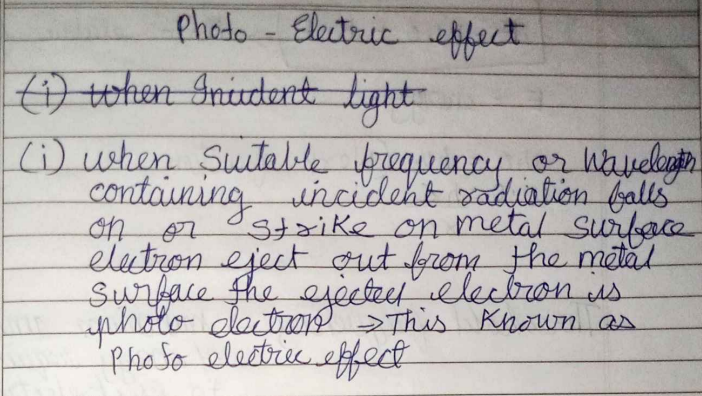 Photo - Electric effect
(i) when Inident light
(i) when Suitable frequency or Wavelength
containing incident radiation falls
on or strike on metal surface
electron eject out from the metal
surface the ejected electron is
photo electron → This Known as
Photo electric effect